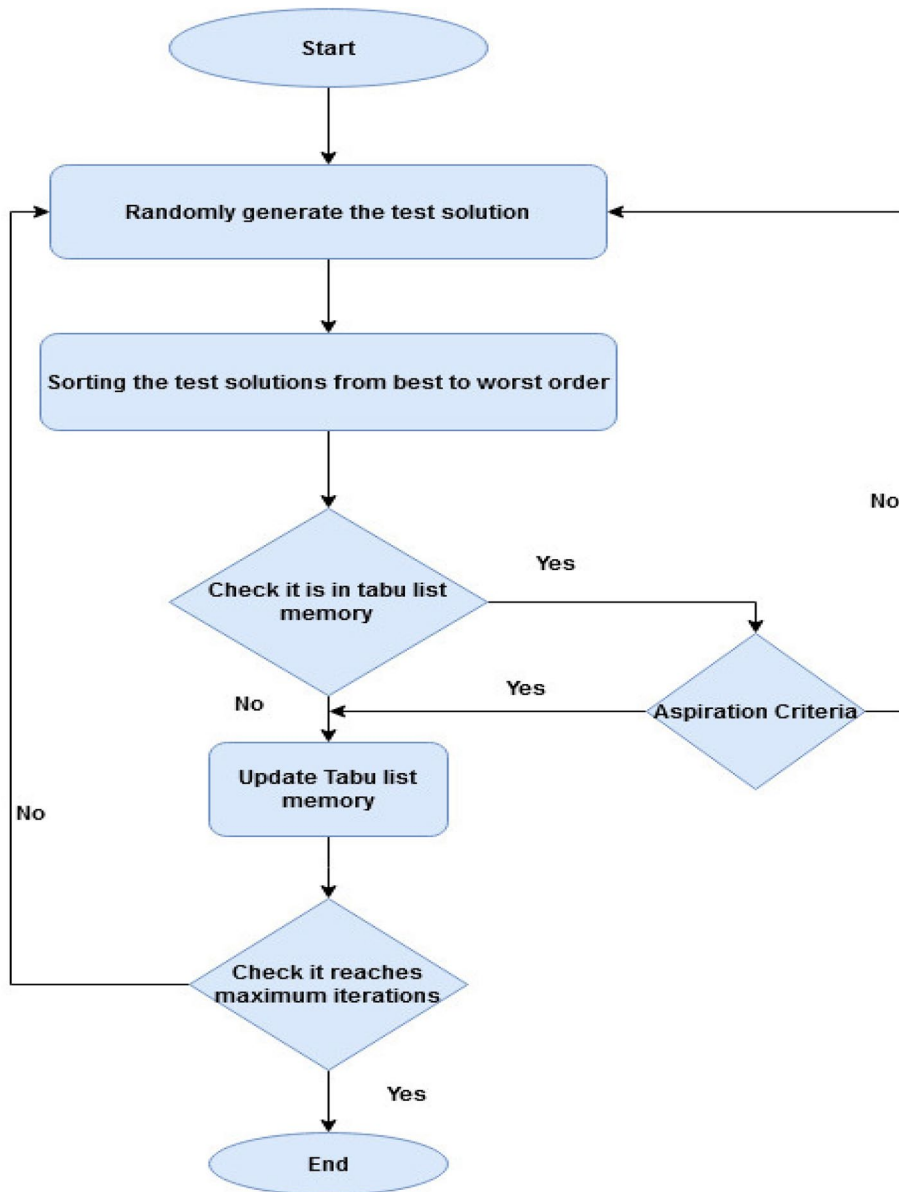 Start
Randomly generate the test solution
Sorting the test solutions from best to worst order
No
Check it is in tabu list
memory
Yes
No
Yes
Aspiration Criteria
Update Tabu list
memory
No
Check it reaches
maximum iterations
Yes
End